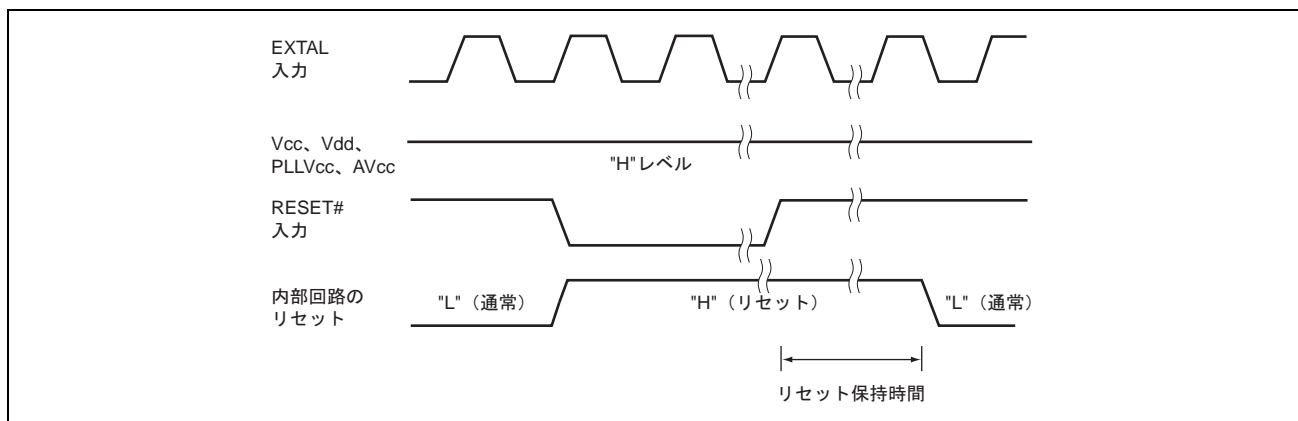 EXTAL
入力
Vcc、Vdd、
PLLVcc、AVcc
"H"レベル
RESET#
入力
内部回路の
リセット
"L"（通常）
"H"（リセット）
"L"（通常）
リセット保持時間